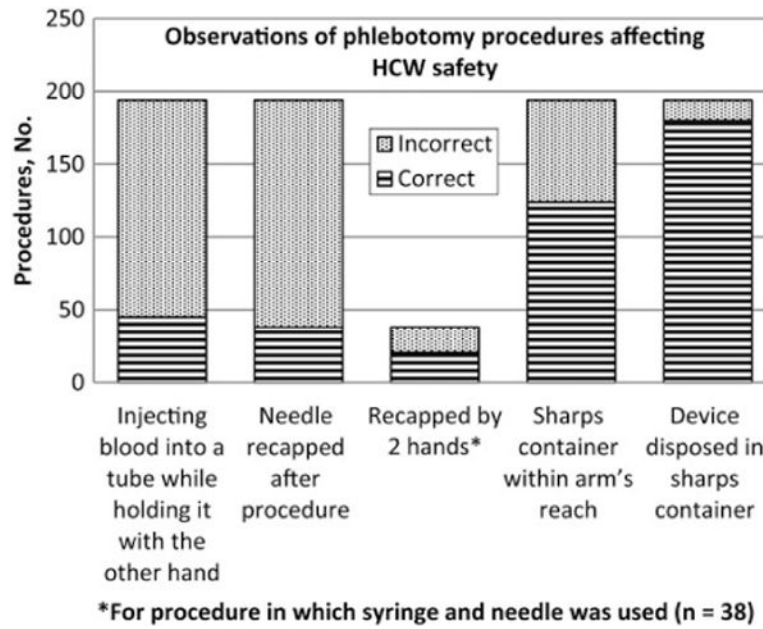 Observations of phlebotomy procedures affecting
HCW safety
250
200
150
100
50
0
Procedures, No.
Incorrect
Correct
Injecting
blood into a
tube while
holding it
with the
other hand
Needle
recapped
after
procedure
Recapped by
2 hands*
Sharps
container
within arm's
reach
Device
disposed in
sharps
container
*For procedure in which syringe and needle was used (n = 38)